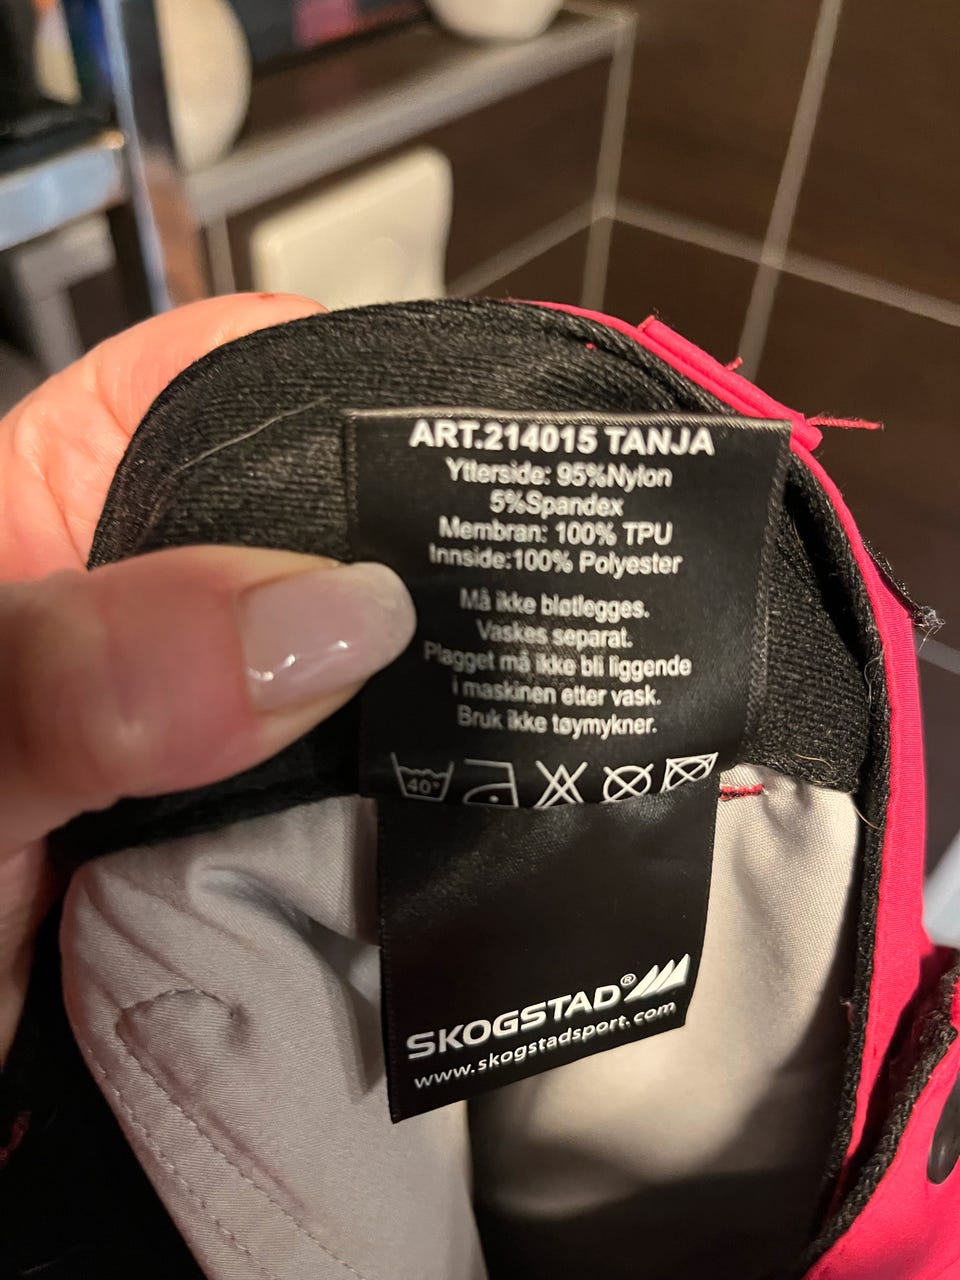 ART.214015 TANJA
Ytterside: 95%Nylon
5%Spandex
Membran: 100% TPU
Innside:100% Polyester
Må ikke bløtlegges.
Vaskes separat.
Plagget må ikke bli liggende
i maskinen etter vask.
Bruk ikke tøymykner.
40°
SKOGSTAD®
www.skogstadsport.com